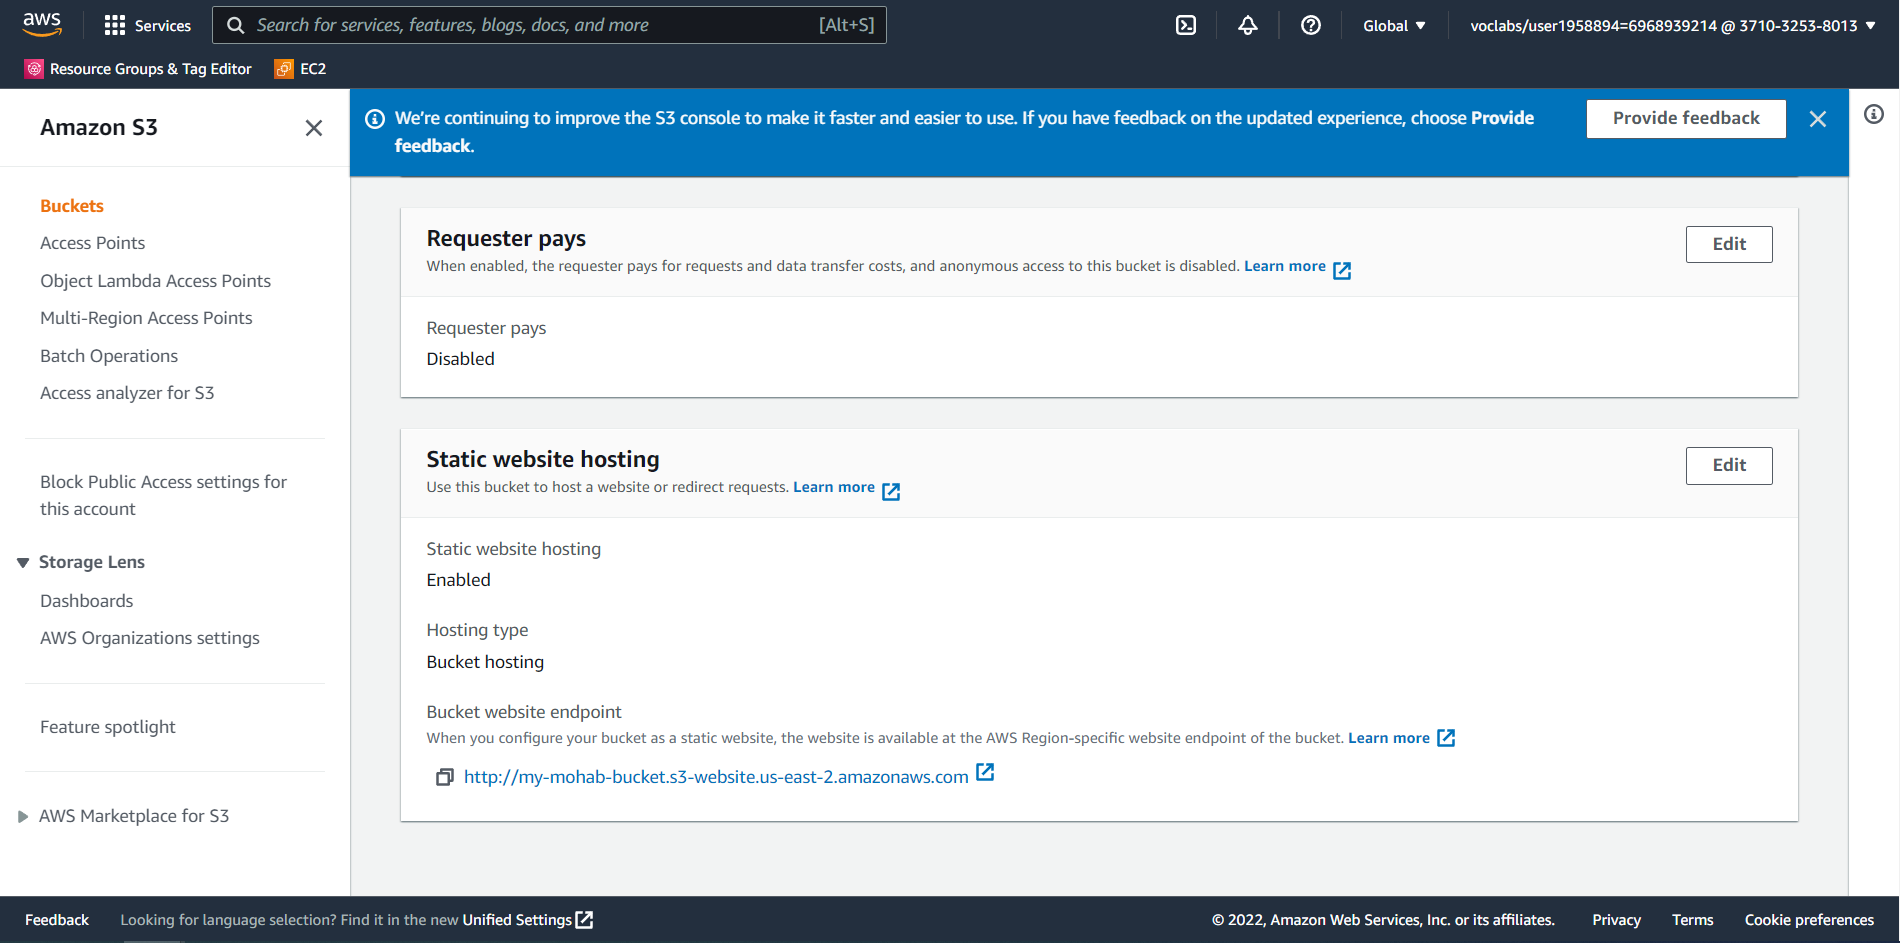 aws
Services
Search for services, features, blogs, docs, and more
[Alt+S]
Global
voclabs/user1958894=6968939214 @ 3710-3253-8013
Resource Groups & Tag Editor
EC2
Amazon S3
Buckets
Access Points
Object Lambda Access Points
Multi-Region Access Points
Batch Operations
Access analyzer for S3
Block Public Access settings for
this account
Storage Lens
Dashboards
AWS Organizations settings
Feature spotlight
AWS Marketplace for S3
We're continuing to improve the S3 console to make it faster and easier to use. If you have feedback on the updated experience, choose Provide
feedback.
Provide feedback
Requester pays
When enabled, the requester pays for requests and data transfer costs, and anonymous access to this bucket is disabled. Learn more
Edit
Requester pays
Disabled
Static website hosting
Use this bucket to host a website or redirect requests. Learn more
Edit
Static website hosting
Enabled
Hosting type
Bucket hosting
Bucket website endpoint
When you configure your bucket as a static website, the website is available at the AWS Region-specific website endpoint of the bucket. Learn more
http://my-mohab-bucket.s3-website.us-east-2.amazonaws.com
Feedback
Looking for language selection? Find it in the new Unified Settings
© 2022, Amazon Web Services, Inc. or its affiliates.
Privacy
Terms
Cookie preferences